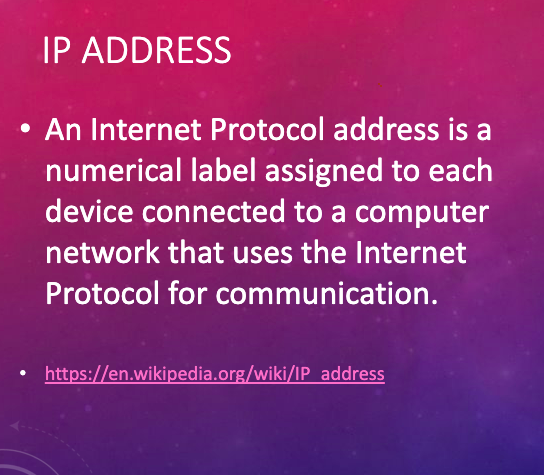 IP ADDRESS
• An Internet Protocol address is a
numerical label assigned to each
device connected to a computer
network that uses the Internet
Protocol for communication.
• https://en.wikipedia.org/wiki/IP_address